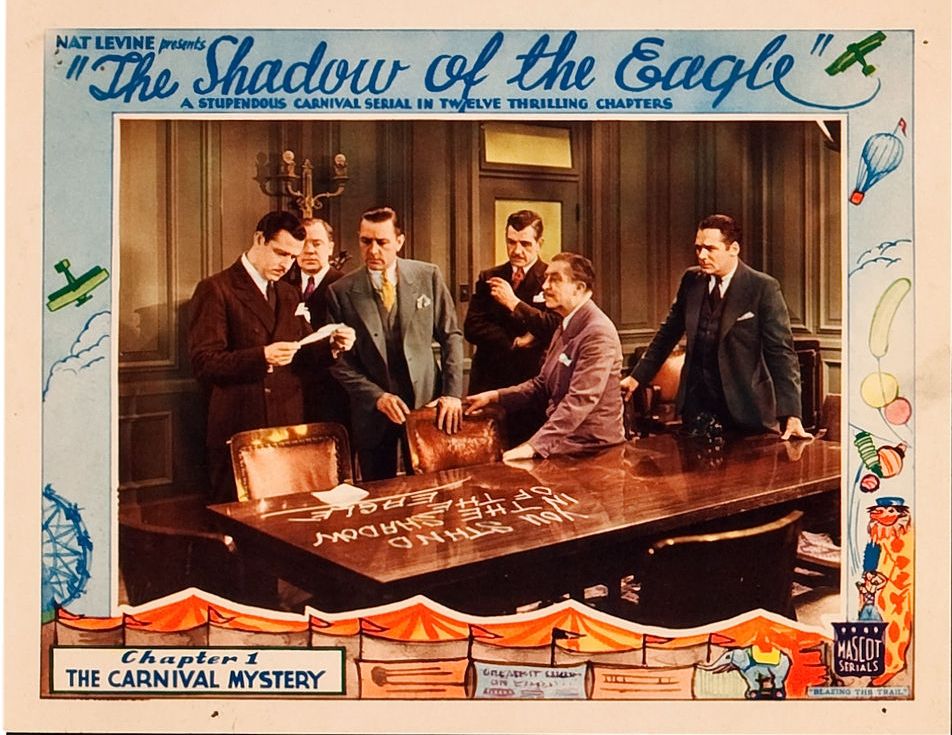 NAT LEVINE presents
"The Shadow of the Eagle"
A STUPENDOUS CARNIVAL SERIAL IN TWELVE THRILLING CHAPTERS
YOU STAND
IN THE SHADOW
OF THE EAGLE
Chapter 1
THE CARNIVAL MYSTERY
MASCOT
SERIALS
"BLAZING THE TRAIL"